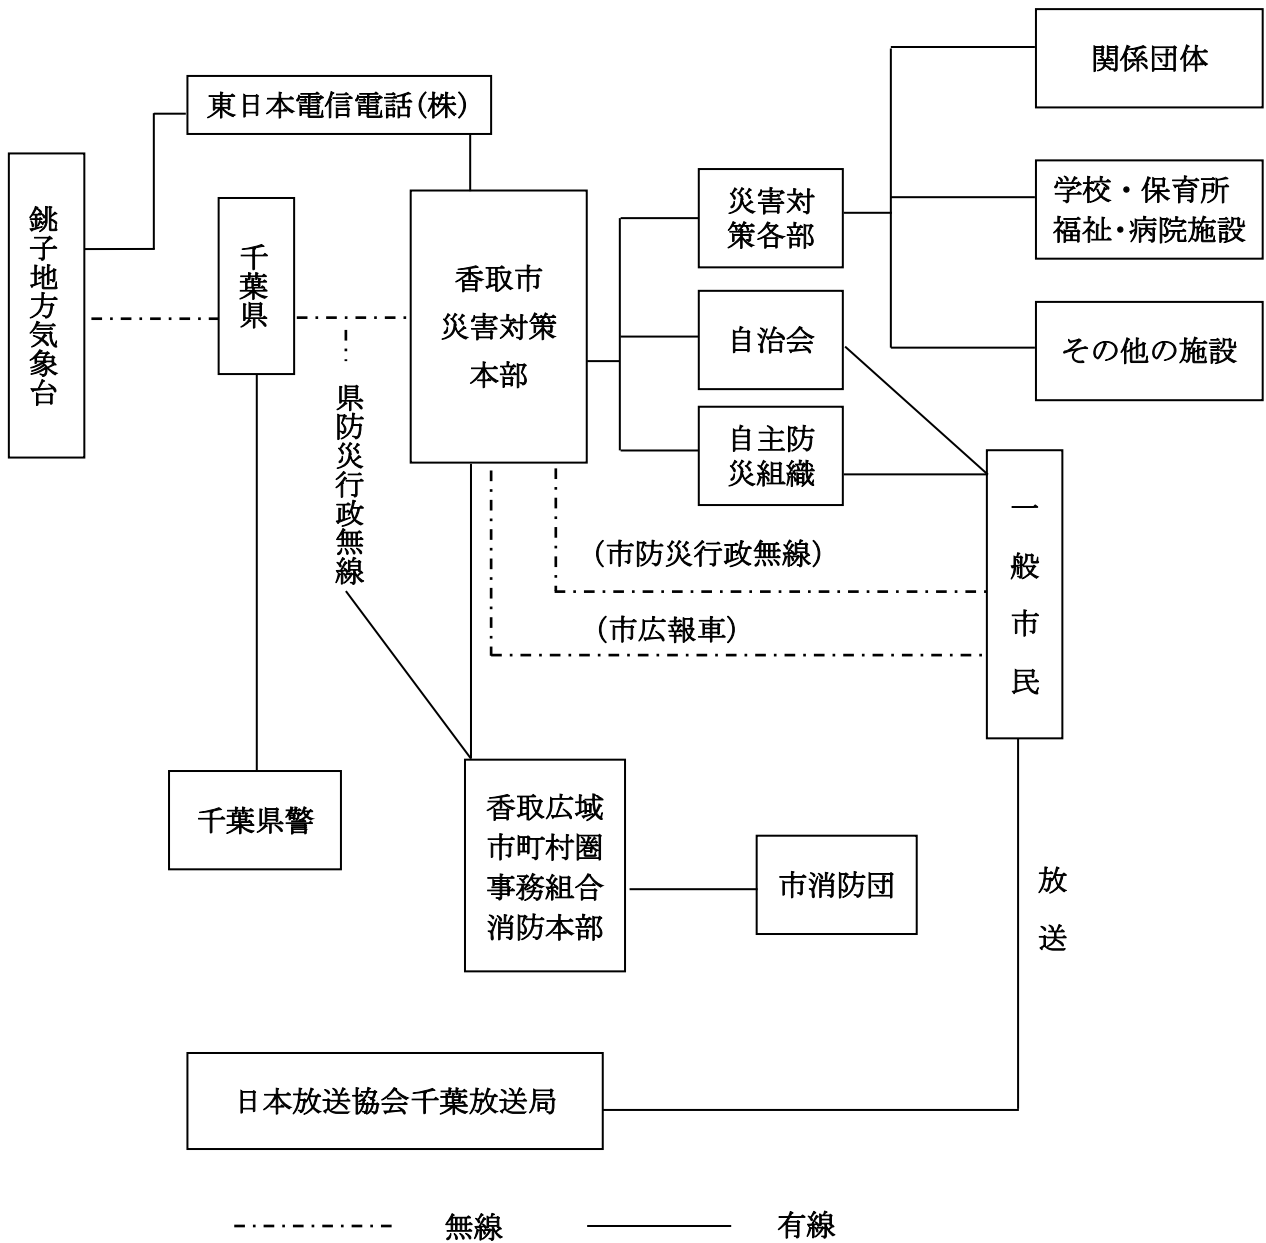 関係団体
東日本電信電話(株)
銚子地方気象台
千葉県
香取市
災害対策
本部
災害対
策各部
学校・保育所
福祉・病院施設
自治会
その他の施設
県防災行政無線
自主防
災組織
一般市民
(市防災行政無線)
(市広報車)
千葉県警
香取広域
市町村圏
事務組合
消防本部
市消防団
放送
日本放送協会千葉放送局
無線
有線